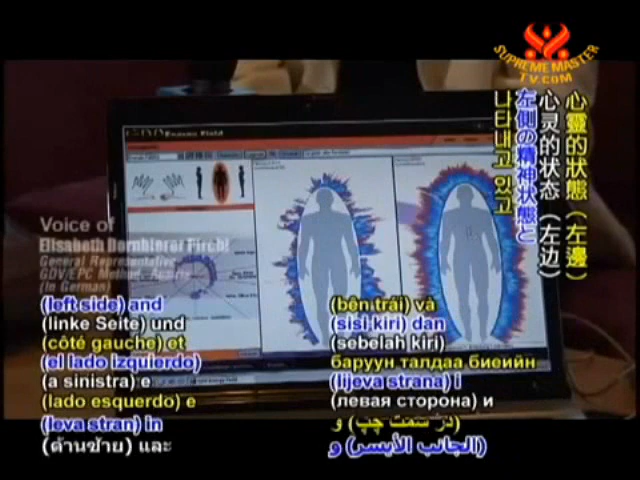 SUPREME MASTER
TV.COM
心靈的狀態（左邊）
心灵的状态（左边）
左側の精神状態と
나타내고 있고
Energy Field
Voice of
Elisabeth Dornbierer Firchl
General Representative
GDV/EPC Method,
(In German)
(left side) and
(linke Seite) und
(côté gauche) et
(el lado izquierdo)
(a sinistra) e
(lado esquerdo) e
(leva stran) in
(ด้านซ้าย) และ
(bên trái) và
(sisi kiri) dan
(sebelah kiri)
баруун талдаа биеийн
(lijeva strana) i
(левая сторона) и
(در سمت چپ) و
(الجانب الأيسر) و